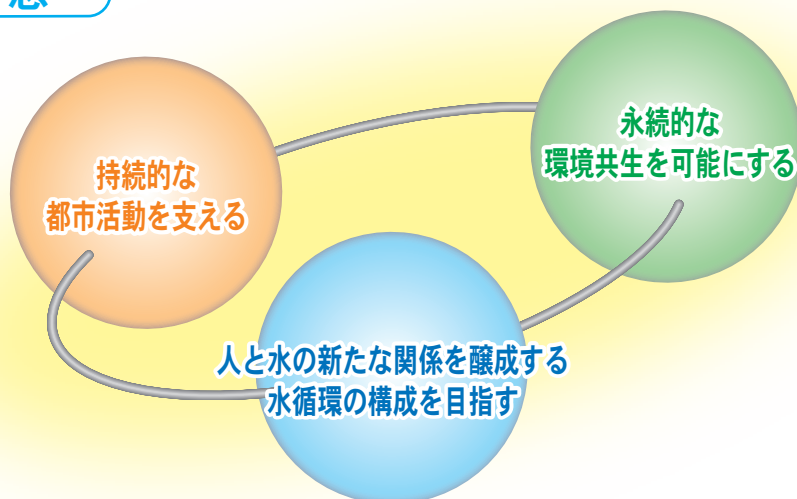 持続的な
都市活動を支える
永続的な
環境共生を可能にする
人と水の新たな関係を醸成する
水循環の構成を目指す